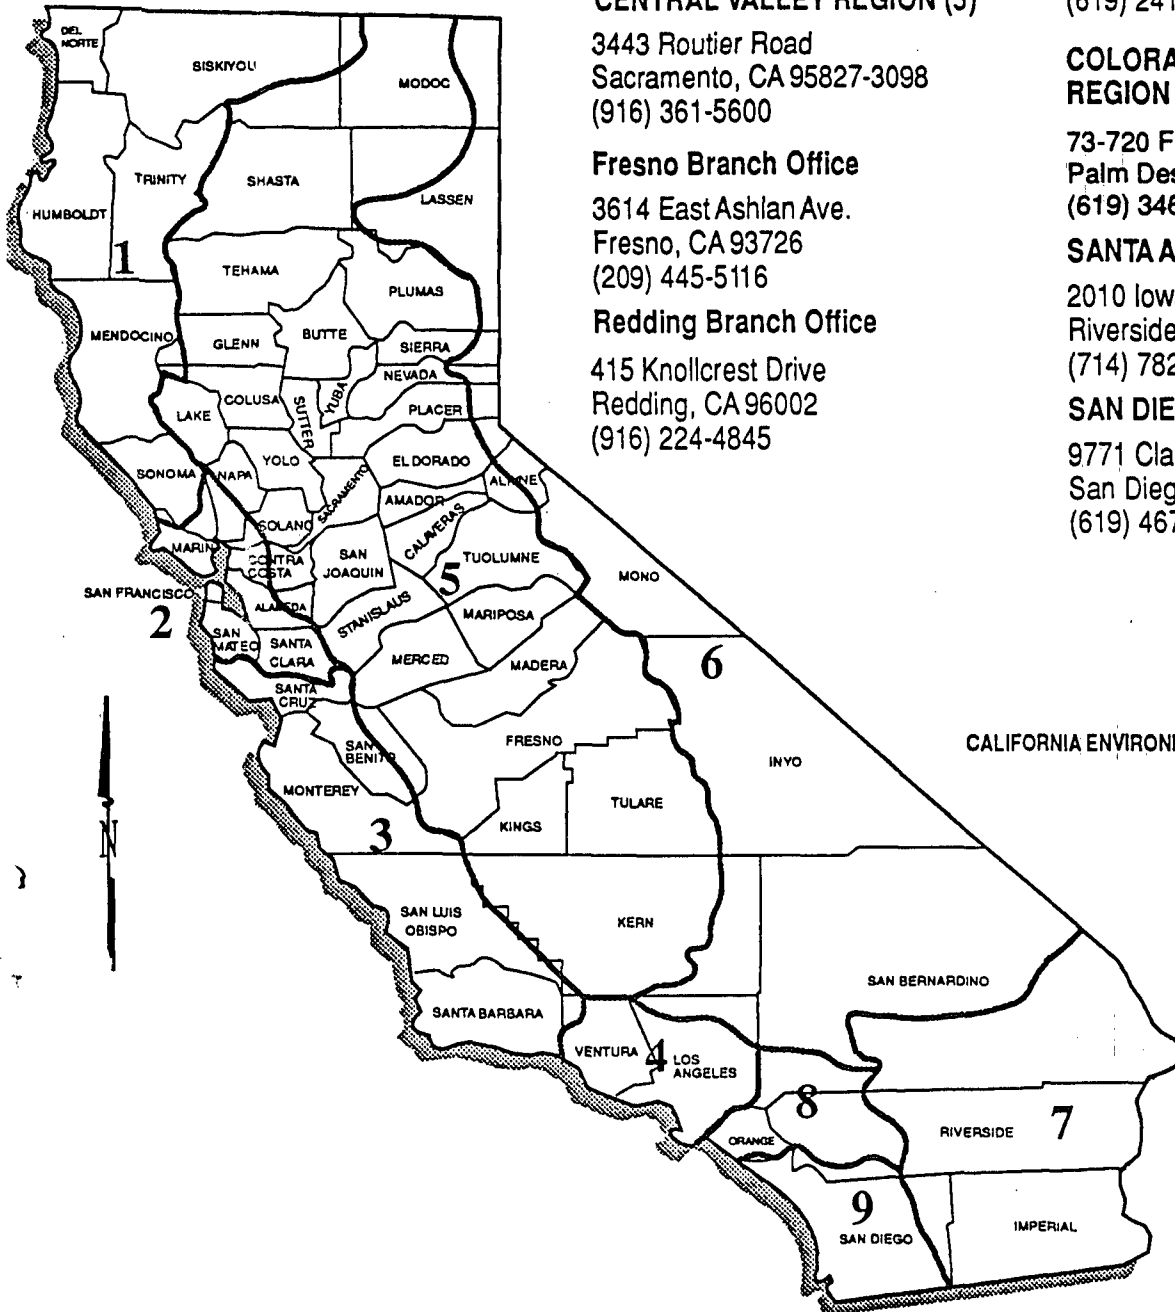 CENTRAL VALLEY REGION (5)
3443 Routier Road
Sacramento, CA 95827-3098
(916) 361-5600
Fresno Branch Office
3614 East Ashlan Ave.
Fresno, CA 93726
(209) 445-5116
Redding Branch Office
415 Knollcrest Drive
Redding, CA 96002
(916) 224-4845
(619) 241
COLORA
REGION
73-720 F
Palm Des
(619) 346
SANTA A
2010 Iow
Riverside
(714) 782
SAN DIE
9771 Cla
San Dieg
(619) 467
CALIFORNIA ENVIRON
DEL
NORTE
SISKIYOU
MODOC
TRINITY
SHASTA
LASSEN
HUMBOLDT
1
TEHAMA
PLUMAS
MENDOCINO
GLENN
BUTTE
SIERRA
NEVADA
YUBA
COLUSA
SUTTER
PLACER
LAKE
YOLO
EL DORADO
SONOMA
NAPA
SACRAMENTO
ALPINE
AMADOR
SOLANO
CALAVERAS
MARIN
CONTRA
COSTA
SAN
JOAQUIN
TUOLUMNE
5
MONO
SAN FRANCISCO
2
ALAMEDA
STANISLAUS
MARIPOSA
SAN
MATEO
SANTA
CLARA
MERCED
MADERA
6
SANTA
CRUZ
FRESNO
SAN
BENITO
INYO
MONTEREY
TULARE
KINGS
3
N
SAN LUIS
OBISPO
KERN
SAN BERNARDINO
SANTA BARBARA
VENTURA
4
LOS
ANGELES
8
ORANGE
RIVERSIDE
7
9
SAN DIEGO
IMPERIAL